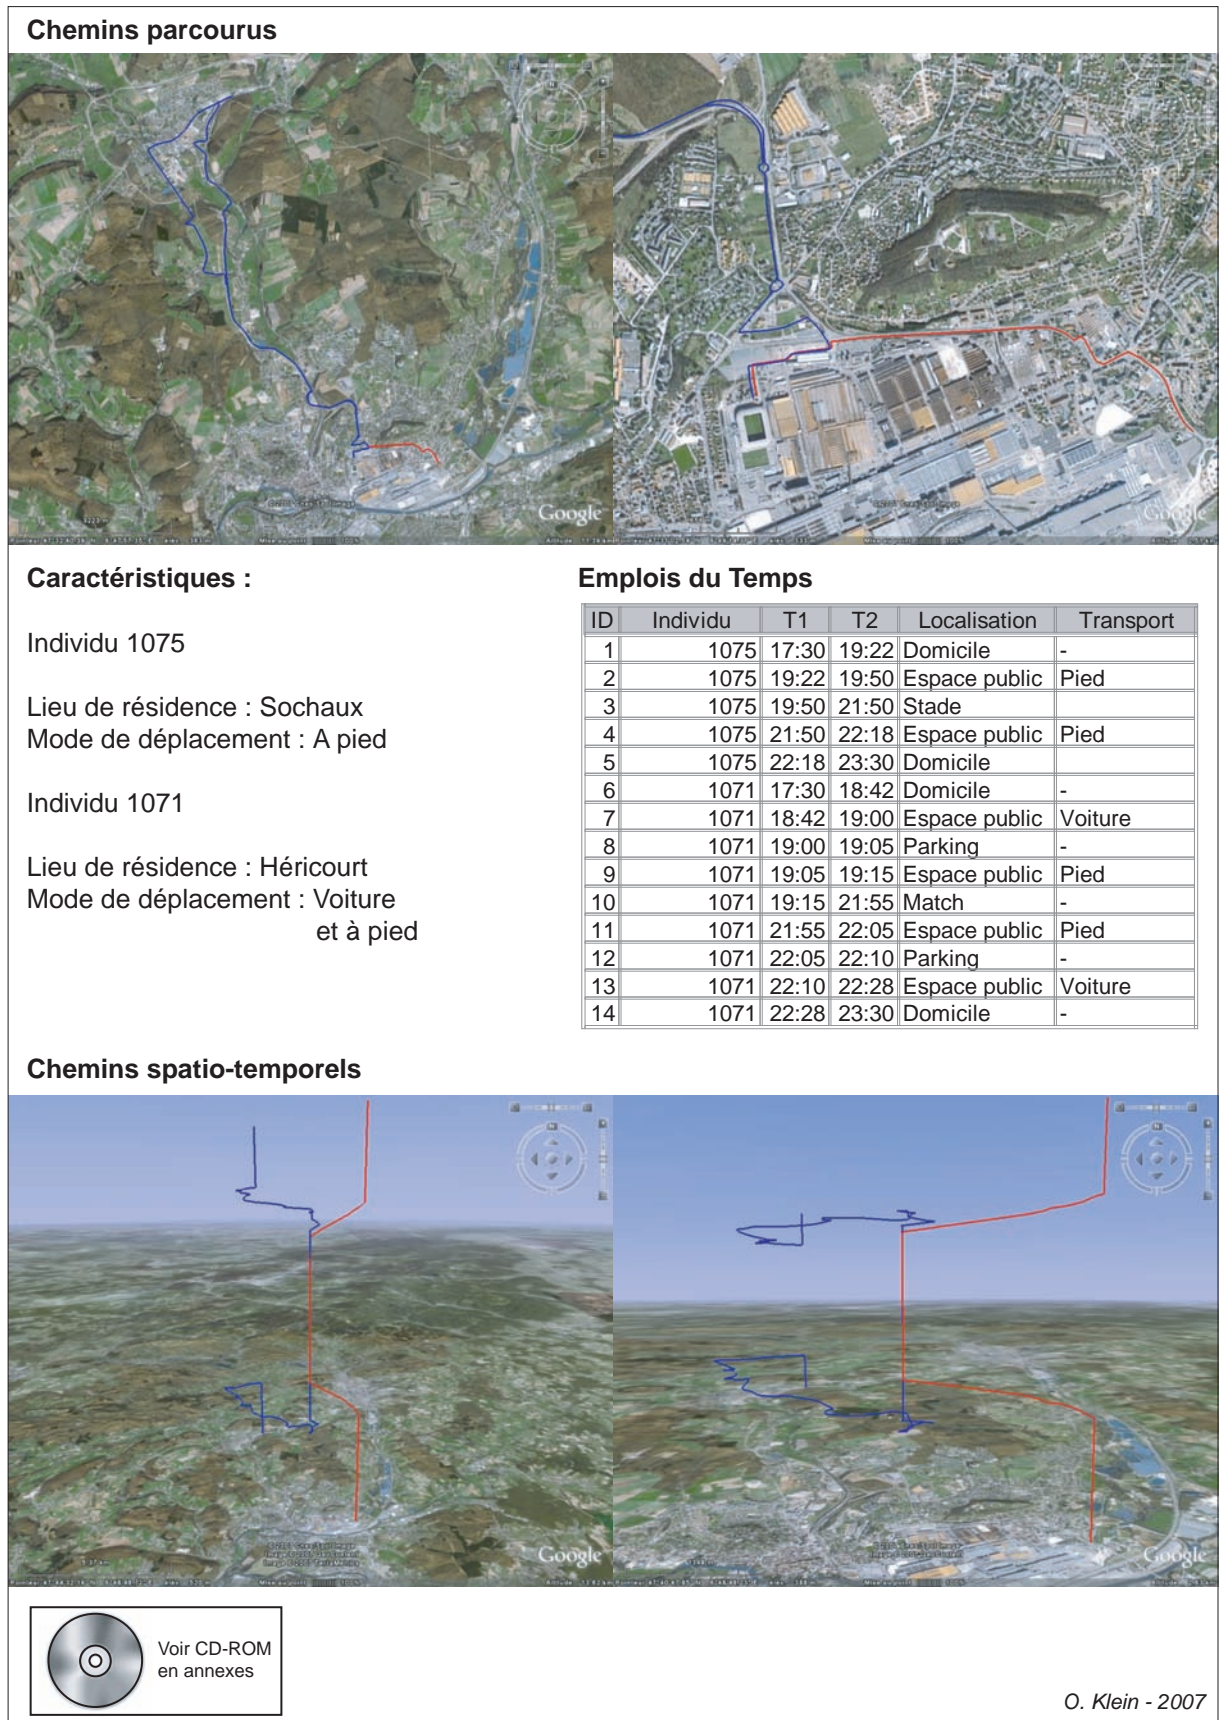 Chemins parcourus
Google
Google
Caractéristiques :
Individu 1075
Lieu de résidence : Sochaux
Mode de déplacement : A pied
Individu 1071
Lieu de résidence : Héricourt
Mode de déplacement : Voiture
et à pied
Emplois du Temps
ID Individu T1 T2 Localisation Transport
1 1075 17:30 19:22 Domicile -
2 1075 19:22 19:50 Espace public Pied
3 1075 19:50 21:50 Stade
4 1075 21:50 22:18 Espace public Pied
5 1075 22:18 23:30 Domicile
6 1071 17:30 18:42 Domicile -
7 1071 18:42 19:00 Espace public Voiture
8 1071 19:00 19:05 Parking -
9 1071 19:05 19:15 Espace public Pied
10 1071 19:15 21:55 Match -
11 1071 21:55 22:05 Espace public Pied
12 1071 22:05 22:10 Parking -
13 1071 22:10 22:28 Espace public Voiture
14 1071 22:28 23:30 Domicile -
Chemins spatio-temporels
Google
Google
Voir CD-ROM
en annexes
O. Klein - 2007